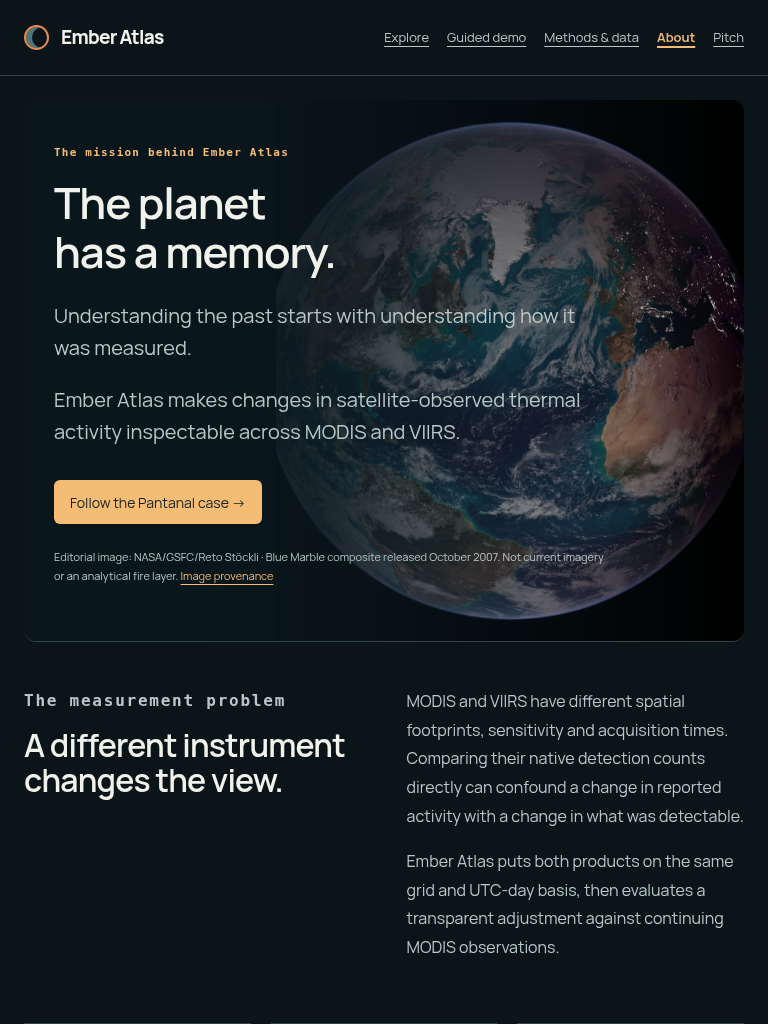 Ember Atlas
Explore
Guided demo
Methods & data
About
Pitch
The mission behind Ember Atlas
The planet
has a memory.
Understanding the past starts with understanding how it
was measured.
Ember Atlas makes changes in satellite-observed thermal
activity inspectable across MODIS and VIIRS.
Follow the Pantanal case →
Editorial image: NASA/GSFC/Reto Stöckli · Blue Marble composite released October 2007. Not current imagery
or an analytical fire layer. Image provenance
The measurement problem
A different instrument
changes the view.
MODIS and VIIRS have different spatial
footprints, sensitivity and acquisition times.
Comparing their native detection counts
directly can confound a change in reported
activity with a change in what was detectable.
Ember Atlas puts both products on the same
grid and UTC-day basis, then evaluates a
transparent adjustment against continuing
MODIS observations.